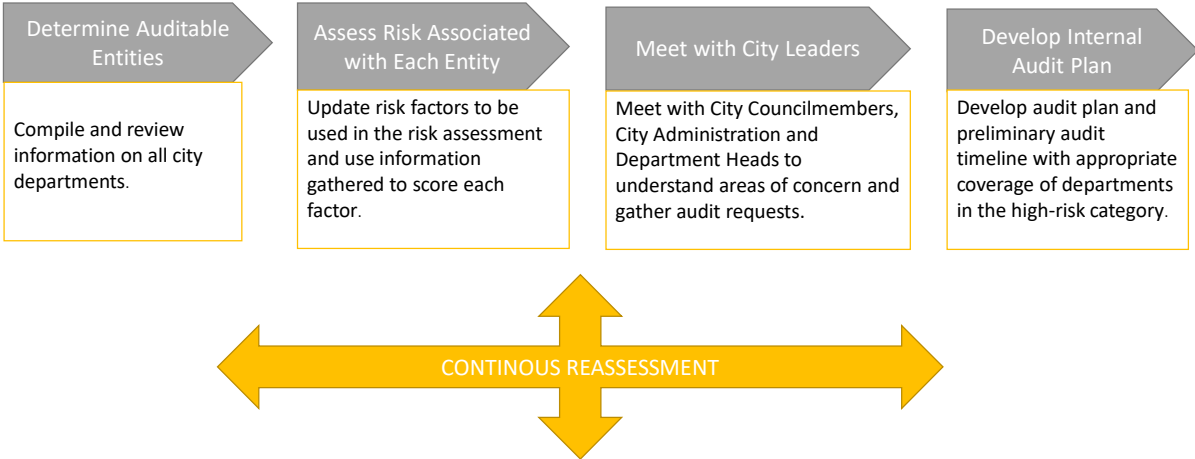 Determine Auditable
Entities
Compile and review
information on all city
departments.
Assess Risk Associated
with Each Entity
Update risk factors to be
used in the risk assessment
and use information
gathered to score each
factor.
Meet with City Leaders
Meet with City Councilmembers,
City Administration and
Department Heads to
understand areas of concern and
gather audit requests.
Develop Internal
Audit Plan
Develop audit plan and
preliminary audit
timeline with appropriate
coverage of departments
in the high-risk category.
CONTINOUS REASSESSMENT